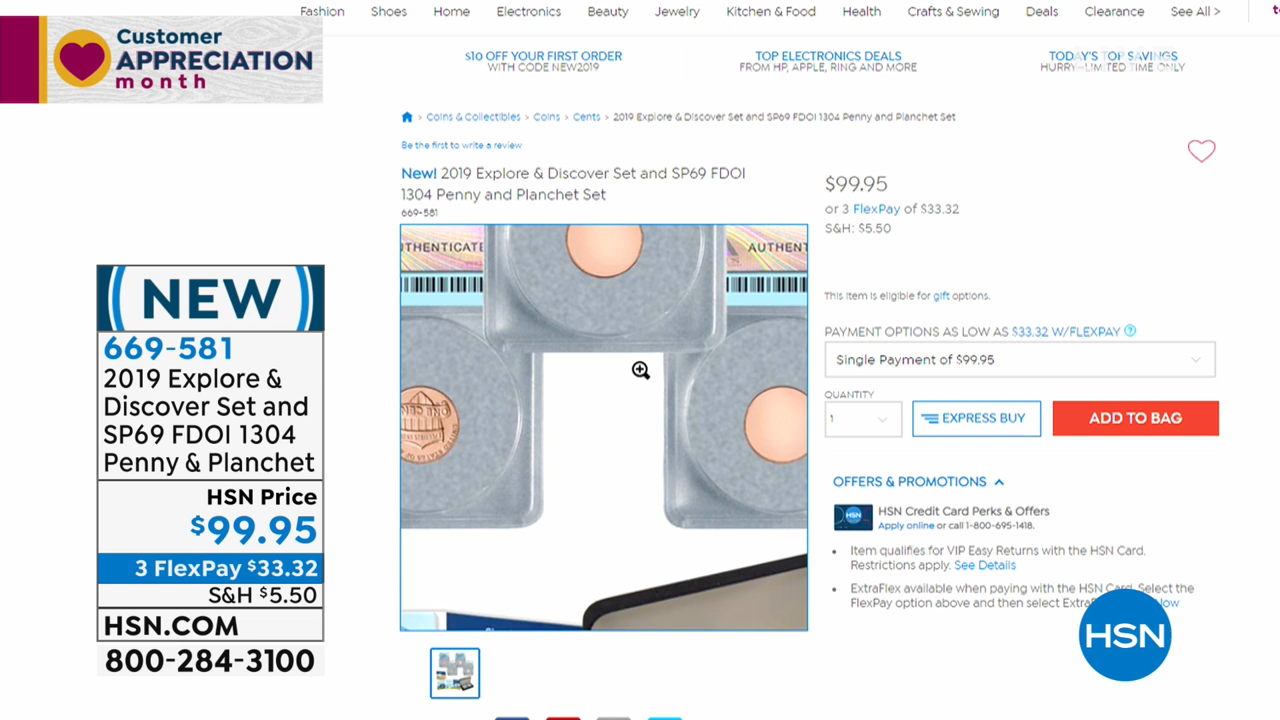 Customer
APPRECIATION
month
Fashion Shoes Home Electronics Beauty Jewelry Kitchen & Food Health Crafts & Sewing Deals Clearance See All >
$10 OFF YOUR FIRST ORDER
WITH CODE NEW2019
TOP ELECTRONICS DEALS
FROM HP, APPLE, RING AND MORE
TODAY'S TOP SAVINGS
HURRY—LIMITED TIME ONLY
> Coins & Collectibles > Coins > Cents > 2019 Explore & Discover Set and SP69 FDOI 1304 Penny and Planchet Set
Be the first to write a review
New! 2019 Explore & Discover Set and SP69 FDOI
1304 Penny and Planchet Set
669-581
THENTICATE
AUTHENT
ONE CENT
UNITED
$99.95
or 3 FlexPay of $33.32
S&H: $5.50
This item is eligible for gift options.
PAYMENT OPTIONS AS LOW AS $33.32 W/FLEXPAY ?
Single Payment of $99.95
QUANTITY
1
EXPRESS BUY
ADD TO BAG
OFFERS & PROMOTIONS
HSN
HSN Credit Card Perks & Offers
Apply online or call 1-800-695-1418.
• Item qualifies for VIP Easy Returns with the HSN Card.
Restrictions apply. See Details
• ExtraFlex available when paying with the HSN Card. Select the
FlexPay option above and then select
HSN
NEW
669-581
2019 Explore &
Discover Set and
SP69 FDOI 1304
Penny & Planchet
HSN Price
$99.95
3 FlexPay $33.32
S&H $5.50
HSN.COM
800-284-3100